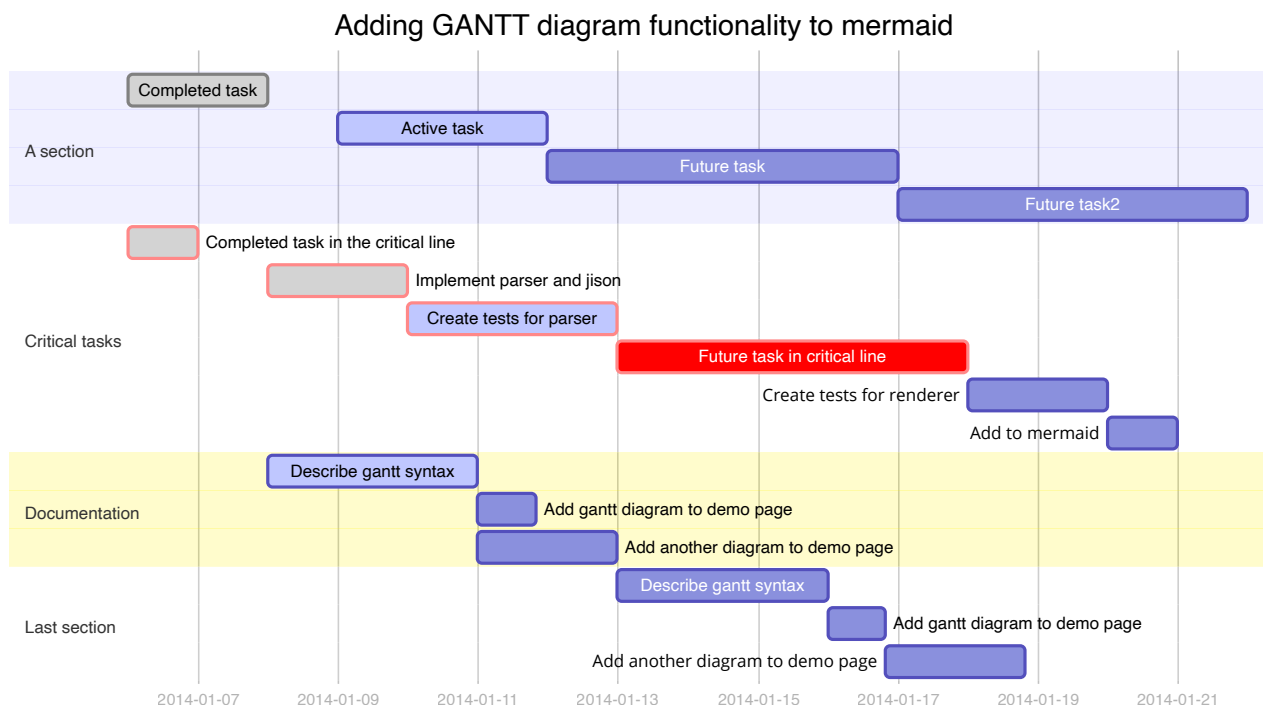 Adding GANTT diagram functionality to mermaid
Completed task
Active task
A section
Future task
Future task2
Completed task in the critical line
Implement parser and jison
Create tests for parser
Critical tasks
Future task in critical line
Create tests for renderer
Add to mermaid
Describe gantt syntax
Add gantt diagram to demo page
Documentation
Add another diagram to demo page
Describe gantt syntax
Add gantt diagram to demo page
Last section
Add another diagram to demo page
2014-01-07
2014-01-09
2014-01-11
2014-01-13
2014-01-15
2014-01-17
2014-01-19
2014-01-21